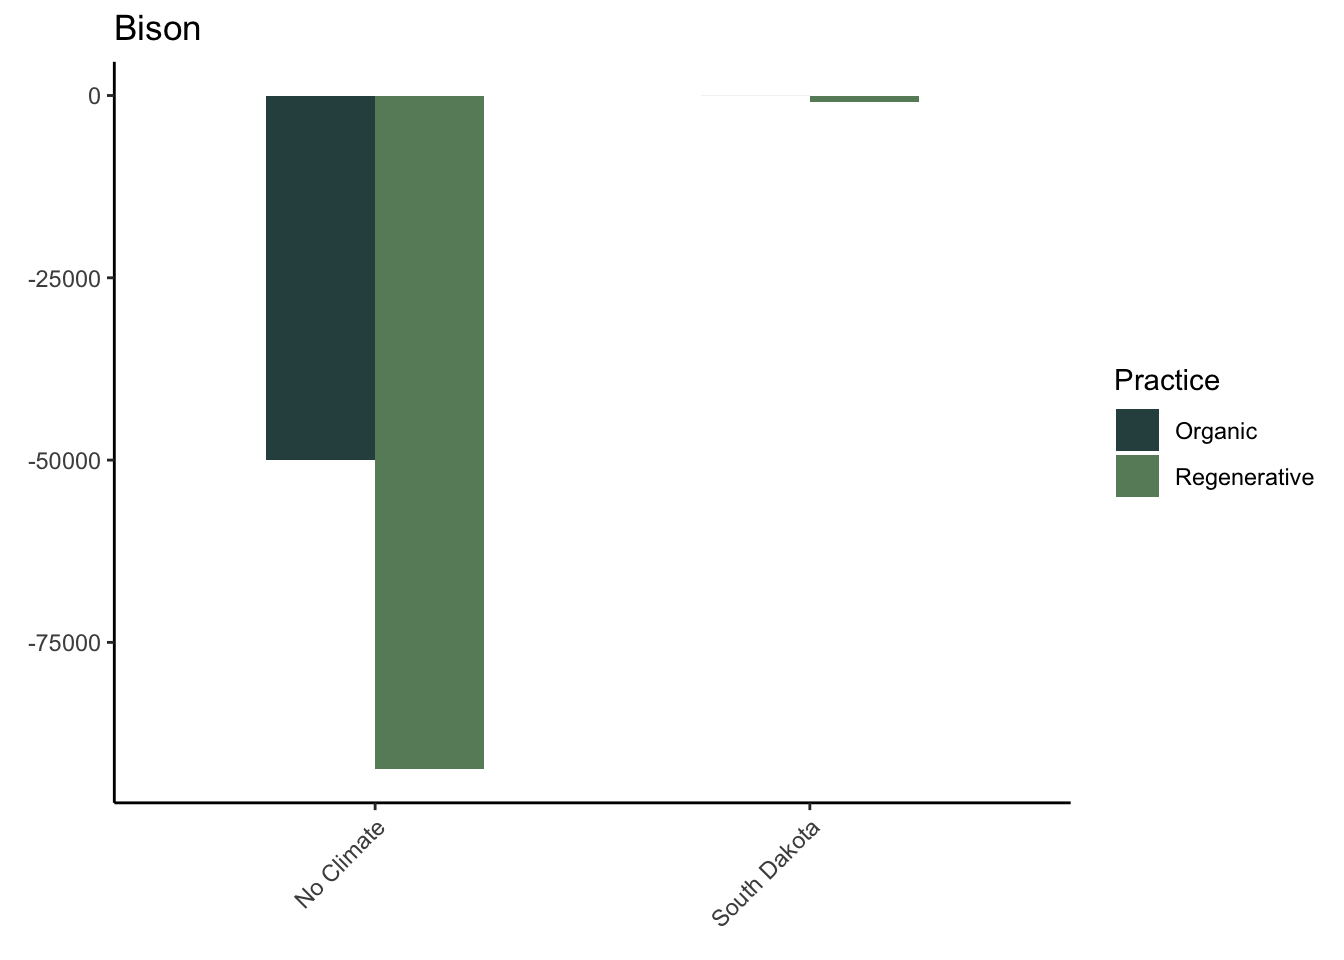 Bison
0
-25000
-50000
-75000
No Climate
South Dakota
Practice
Organic
Regenerative